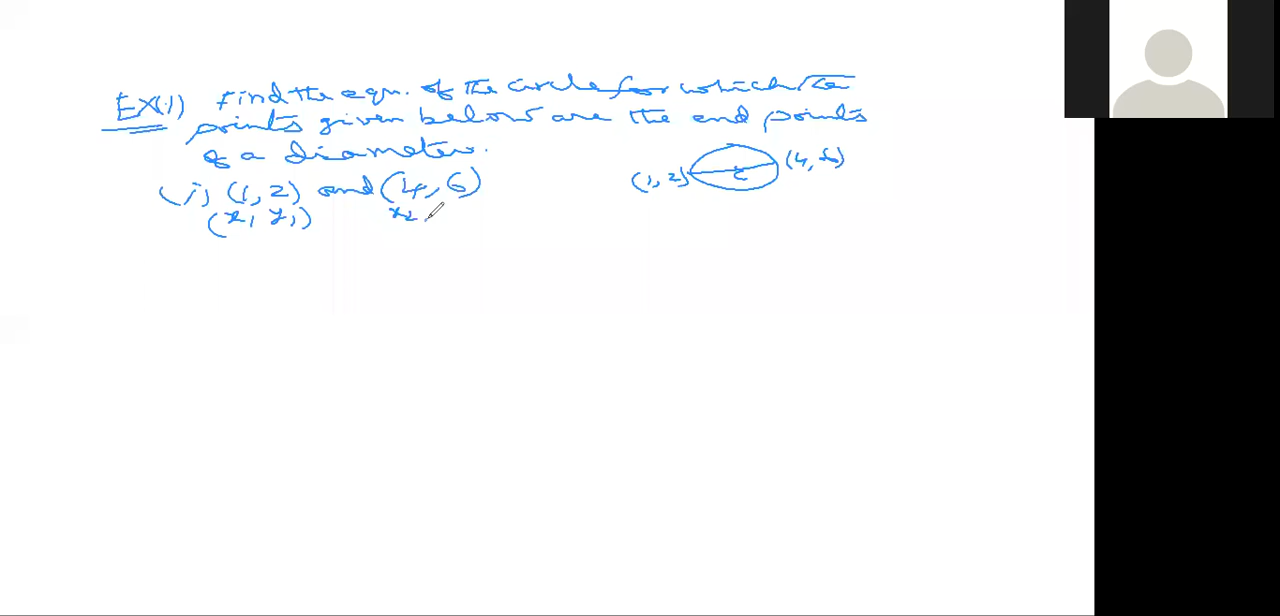 EX(1) Find the eqn. of the circle for which the
points given below are the end points
of a diameter.
(i) (1, 2) and (4, 6)
(x1 y1) x2
(1, 2) c (4, 6)